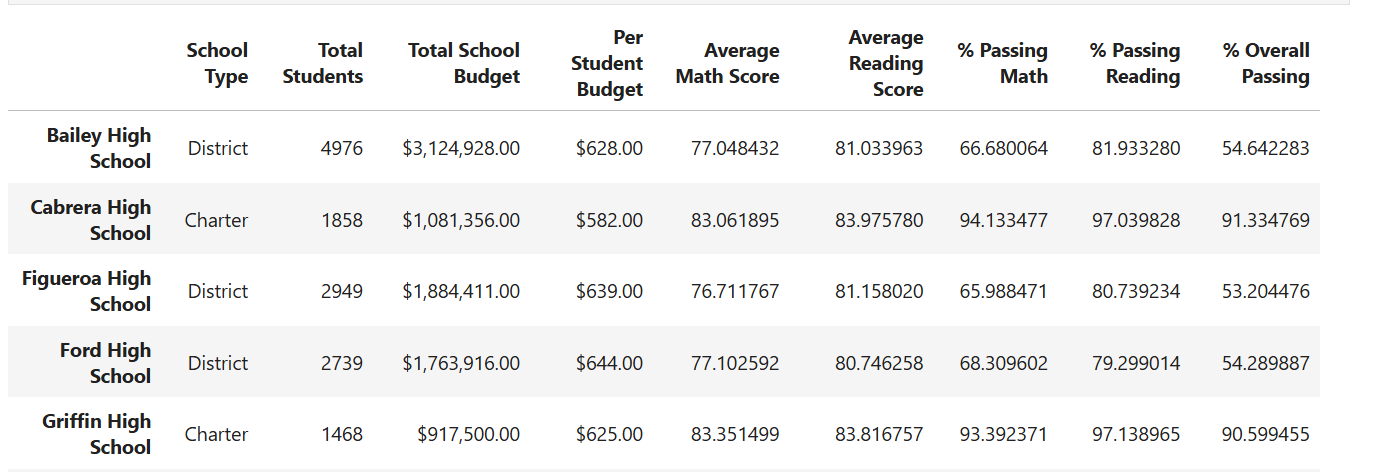 School Type Total Students Total School Budget Per Student Budget Average Math Score Average Reading Score % Passing Math % Passing Reading % Overall Passing
Bailey High School District 4976 $3,124,928.00 $628.00 77.048432 81.033963 66.680064 81.933280 54.642283
Cabrera High School Charter 1858 $1,081,356.00 $582.00 83.061895 83.975780 94.133477 97.039828 91.334769
Figueroa High School District 2949 $1,884,411.00 $639.00 76.711767 81.158020 65.988471 80.739234 53.204476
Ford High School District 2739 $1,763,916.00 $644.00 77.102592 80.746258 68.309602 79.299014 54.289887
Griffin High School Charter 1468 $917,500.00 $625.00 83.351499 83.816757 93.392371 97.138965 90.599455